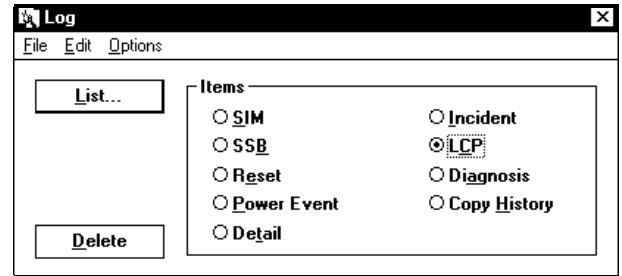 Log
File Edit Options
List...
Items
SIM Incident
SSB LCP
Reset Diagnosis
Power Event Copy History
Detail
Delete